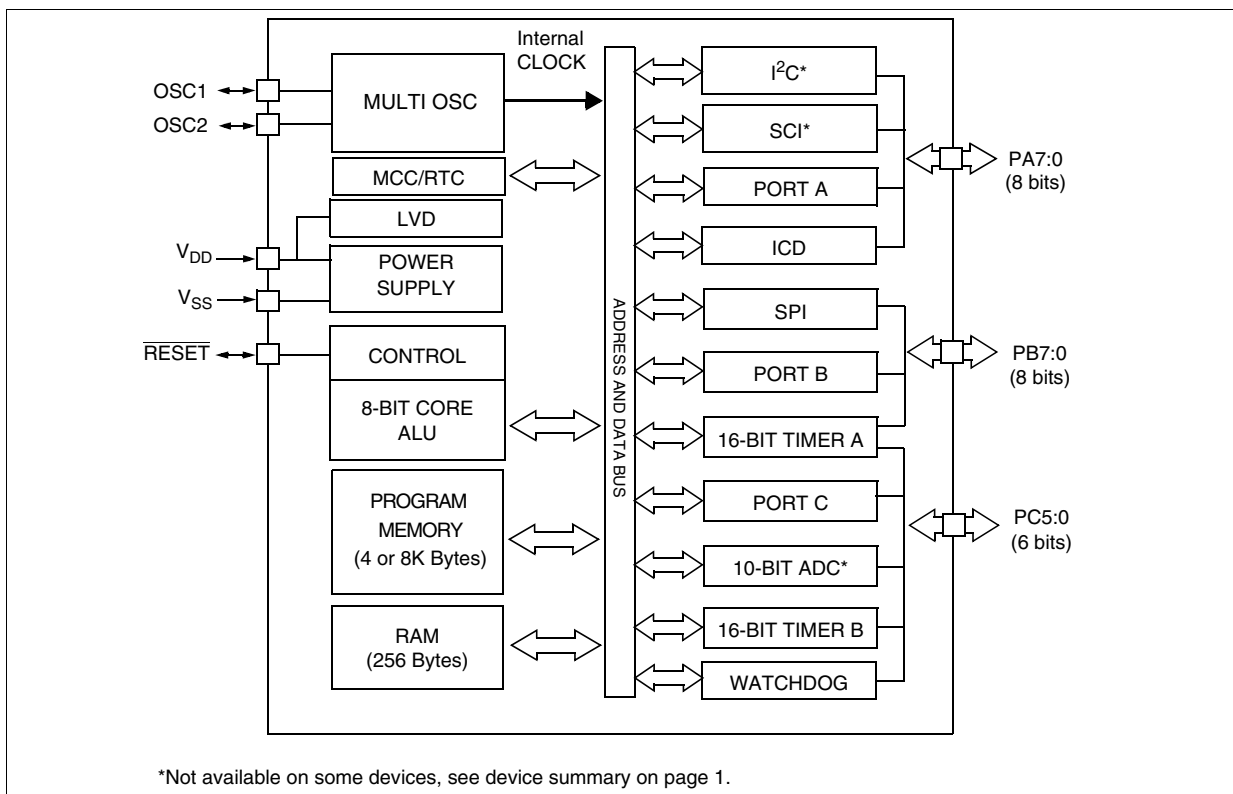 Internal
CLOCK
OSC1
OSC2
MULTI OSC
MCC/RTC
LVD
VDD
POWER
SUPPLY
VSS
RESET
CONTROL
8-BIT CORE
ALU
PROGRAM
MEMORY
(4 or 8K Bytes)
RAM
(256 Bytes)
ADDRESS AND DATA BUS
I²C*
SCI*
PORT A
ICD
SPI
PORT B
16-BIT TIMER A
PORT C
10-BIT ADC*
16-BIT TIMER B
WATCHDOG
PA7:0
(8 bits)
PB7:0
(8 bits)
PC5:0
(6 bits)
*Not available on some devices, see device summary on page 1.